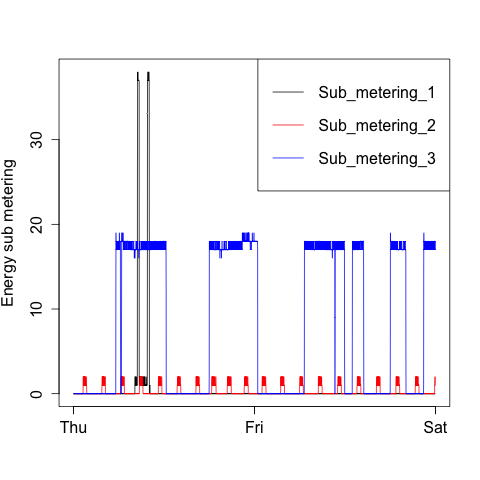 Sub_metering_1
Sub_metering_2
Sub_metering_3
Energy sub metering
30
20
10
0
Thu Fri Sat